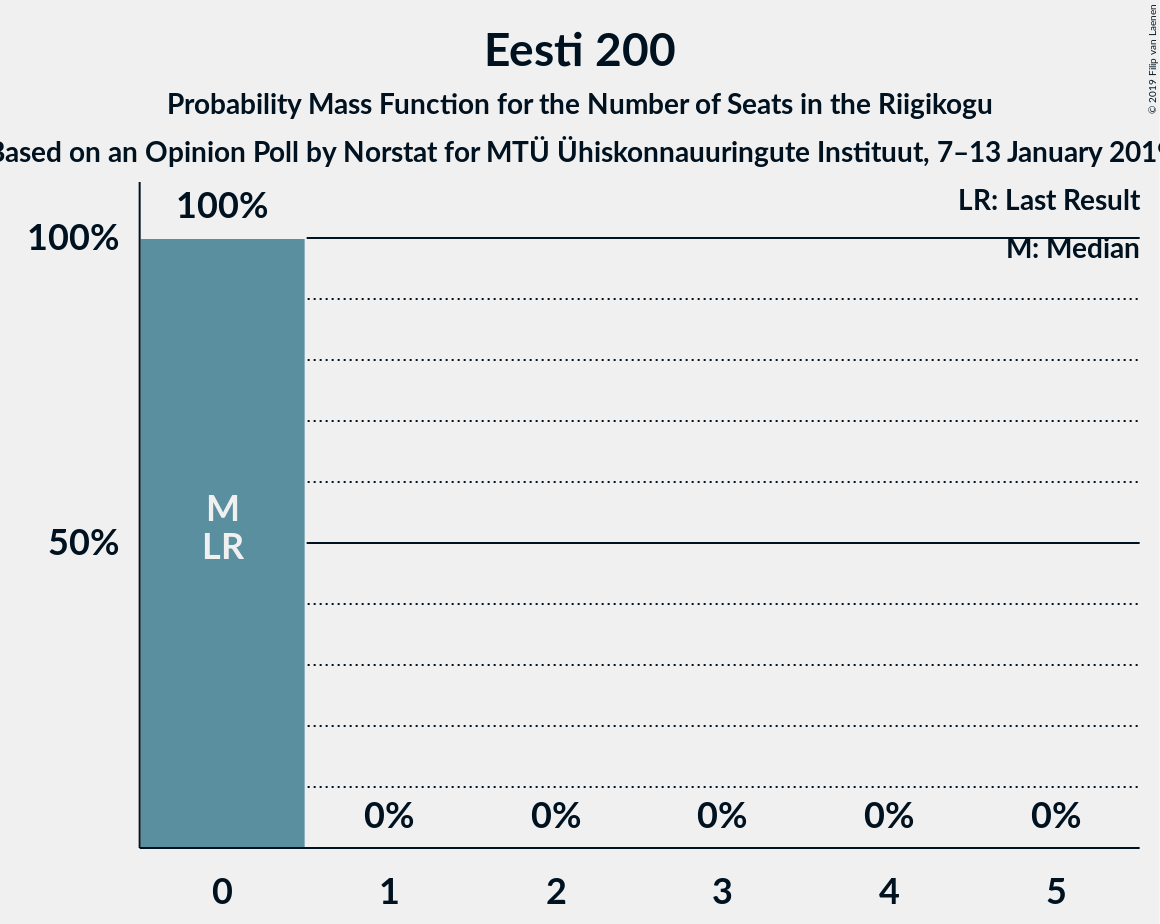 Eesti 200
Probability Mass Function for the Number of Seats in the Riigikogu
Based on an Opinion Poll by Norstat for MTÜ Ühiskonnauuringute Instituut, 7–13 January 2019
© 2019 Filip van Laenen
LR: Last Result
M: Median
100%
100%
50%
M
LR
0% 0% 0% 0% 0%
0 1 2 3 4 5